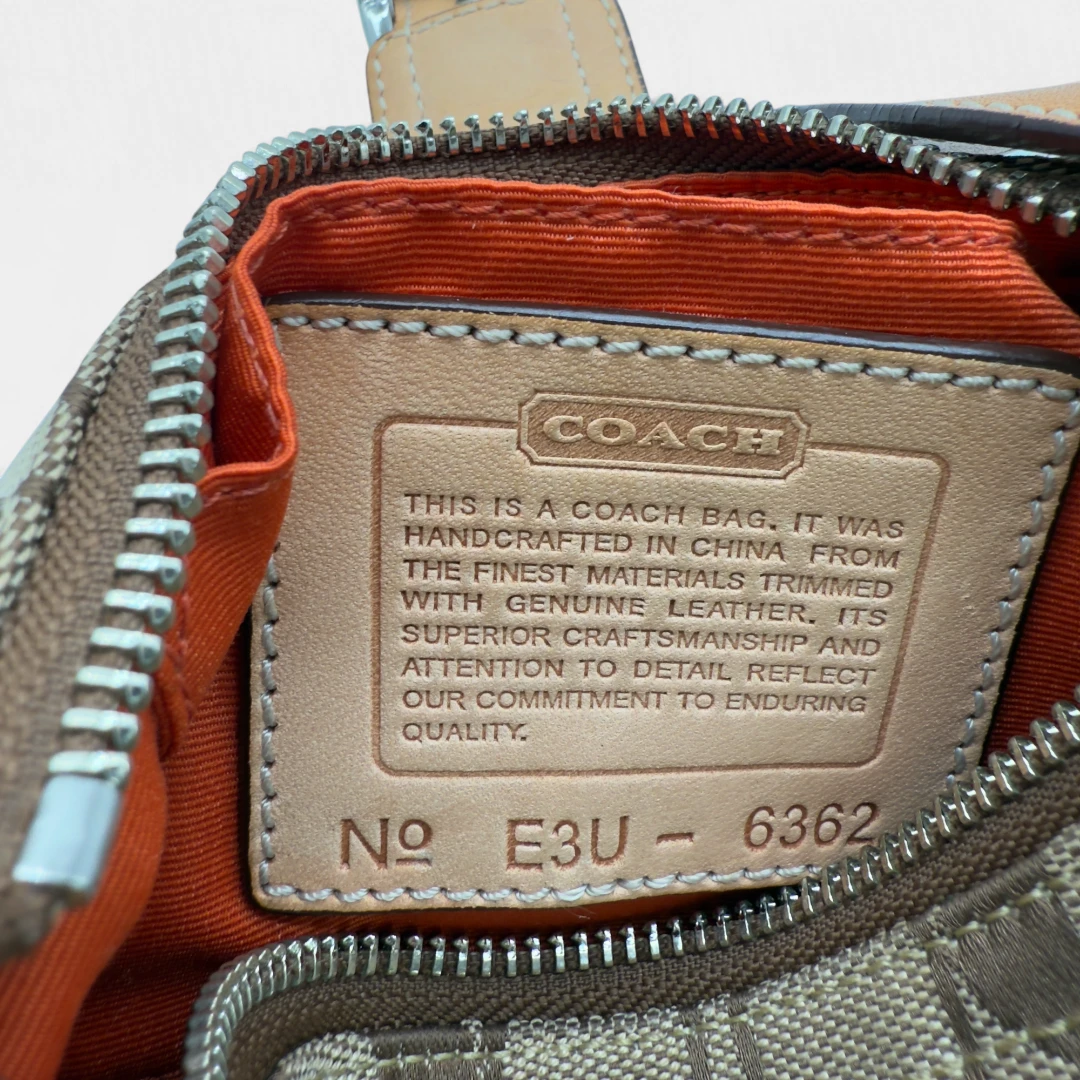 COACH
THIS IS A COACH BAG. IT WAS
HANDCRAFTED IN CHINA FROM
THE FINEST MATERIALS TRIMMED
WITH GENUINE LEATHER. ITS
SUPERIOR CRAFTSMANSHIP AND
ATTENTION TO DETAIL REFLECT
OUR COMMITMENT TO ENDURING
QUALITY.
Nº E3U - 6362